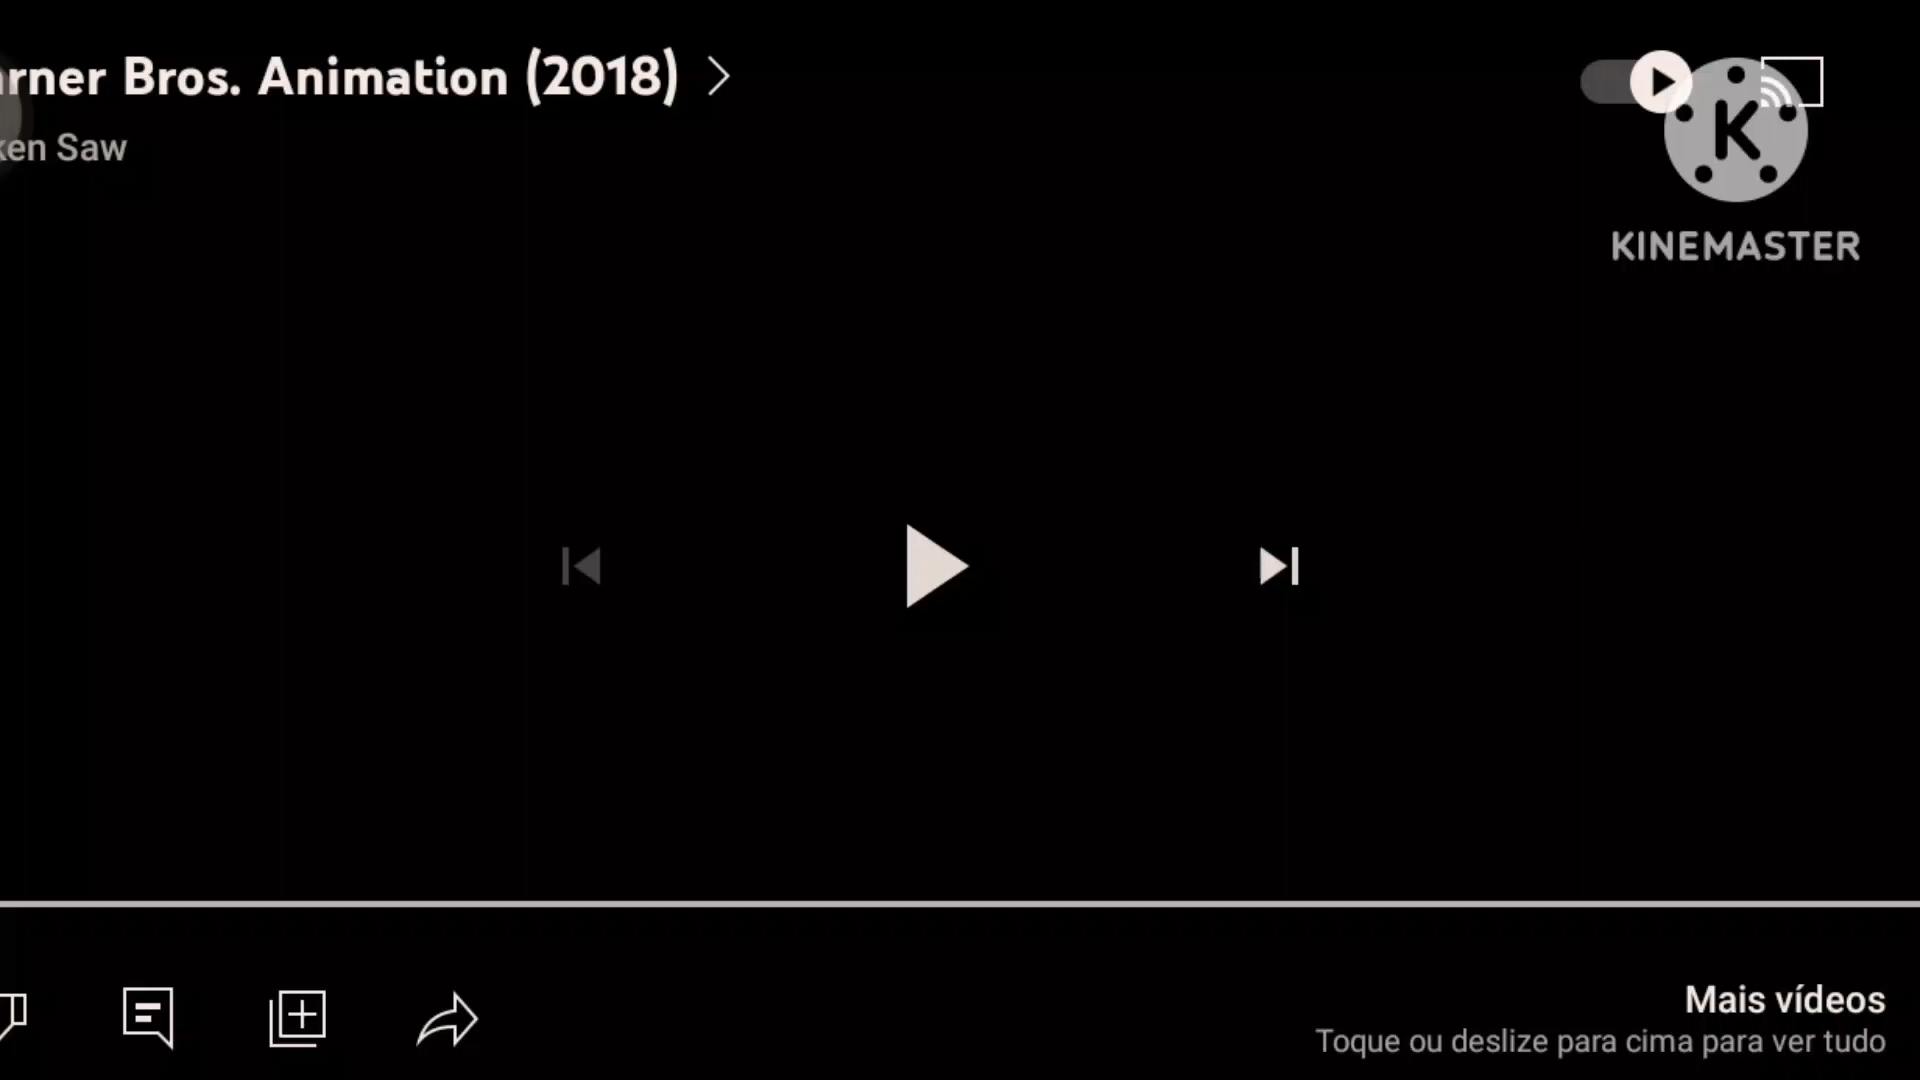 rner Bros. Animation (2018)
ken Saw
K
KINEMASTER
Mais vídeos
Toque ou deslize para cima para ver tudo